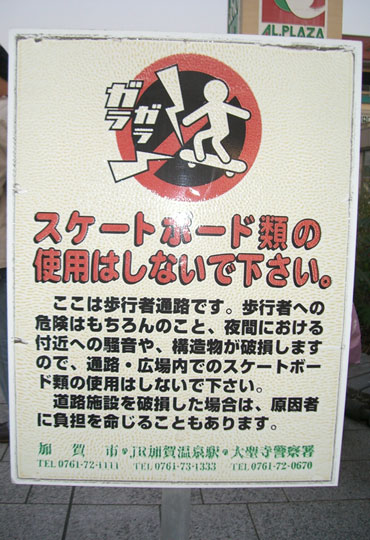 AL.PLAZA
ガラ
ガラ
スケートボード類の
使用はしないで下さい。
ここは歩行者通路です。歩行者への
危険はもちろんのこと、夜間における
付近への騒音や、構造物が破損します
ので、通路・広場内でのスケートボー
ド類の使用はしないで下さい。
道路施設を破損した場合は、原因者
に負担を命じることもあります。
加賀市・JR加賀温泉駅・大聖寺警察署
TEL 0761-72-1111 TEL 0761-73-1333 TEL 0761-72-0670